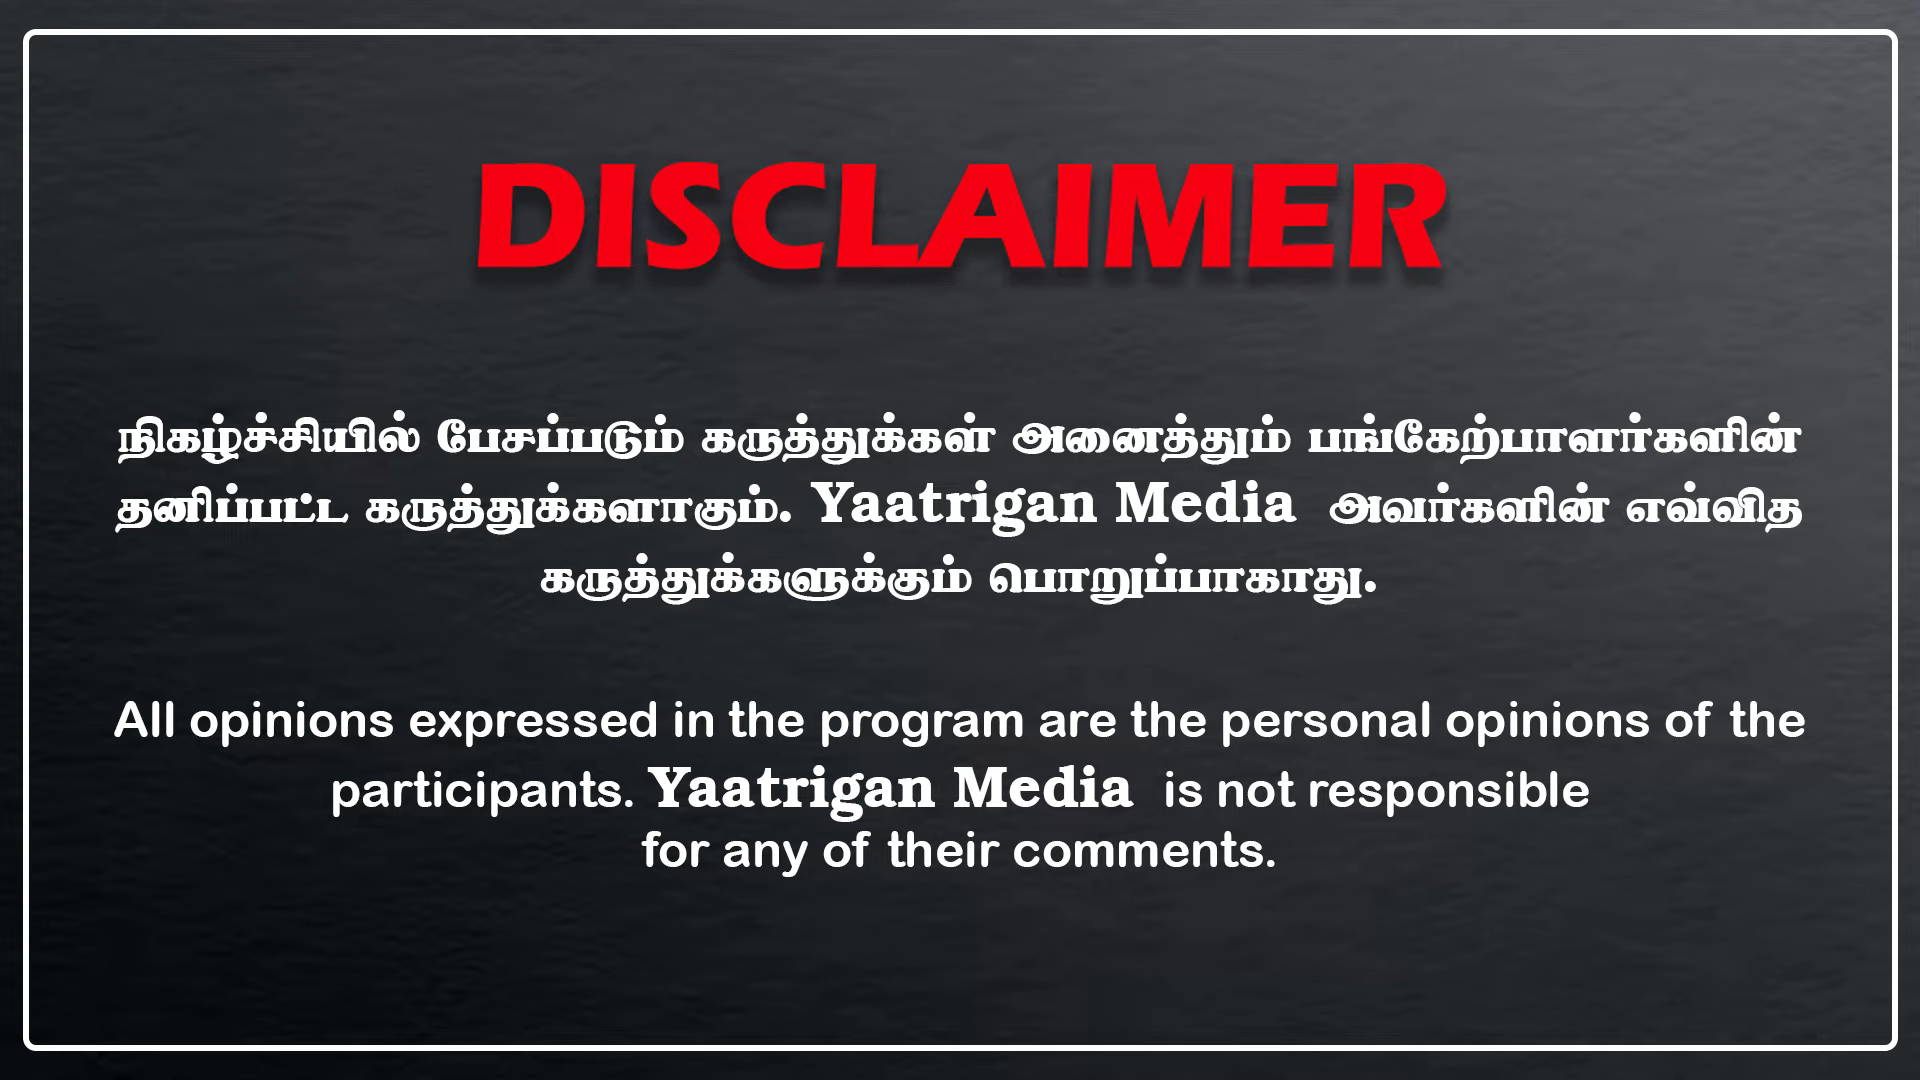 DISCLAIMER
நிகழ்ச்சியில் பேசப்படும் கருத்துக்கள் அனைத்தும் பங்கேற்பாளர்களின்
தனிப்பட்ட கருத்துக்களாகும். Yaatrigan Media அவர்களின் எவ்வித
கருத்துக்களுக்கும் பொறுப்பாகாது.
All opinions expressed in the program are the personal opinions of the
participants. Yaatrigan Media is not responsible
for any of their comments.